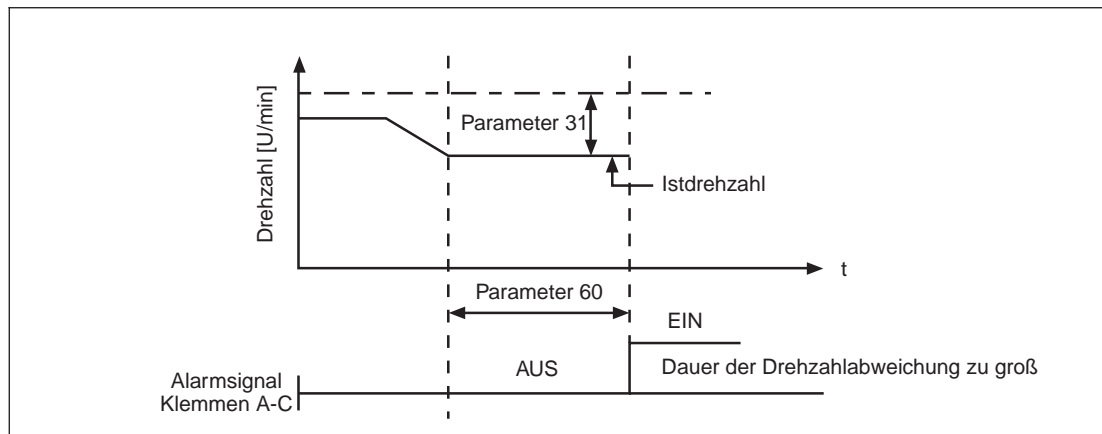 Drehzahl [U/min]
Parameter 31
Istdrehzahl
t
Parameter 60
EIN
AUS
Dauer der Drehzahlabweichung zu groß
Alarmsignal
Klemmen A-C